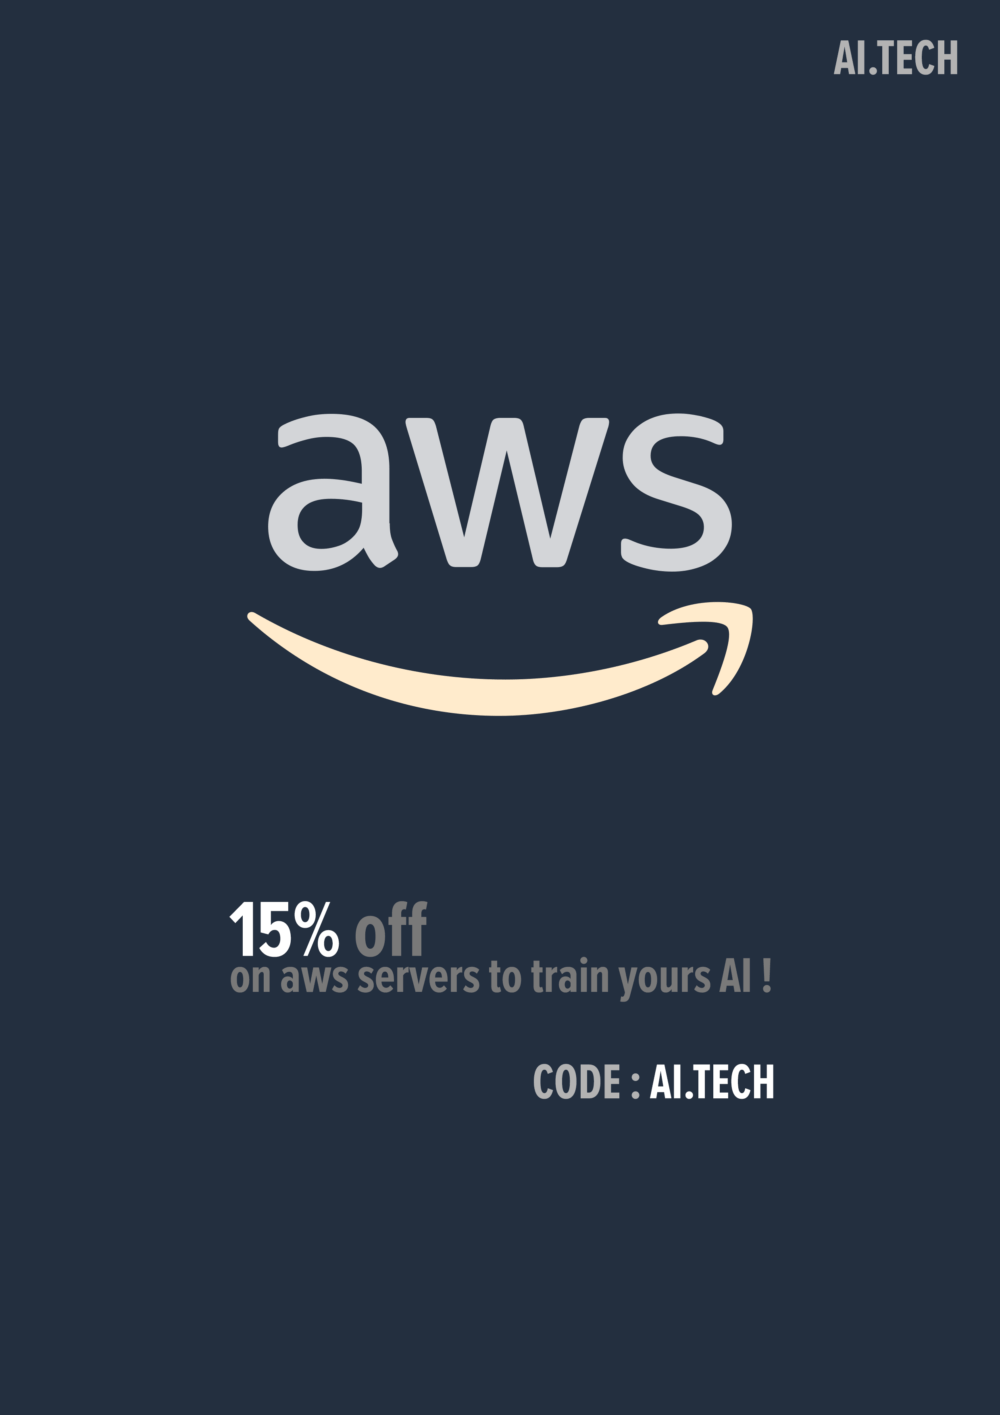 AI.TECH
aws
15% off
on aws servers to train yours AI !
CODE : AI.TECH